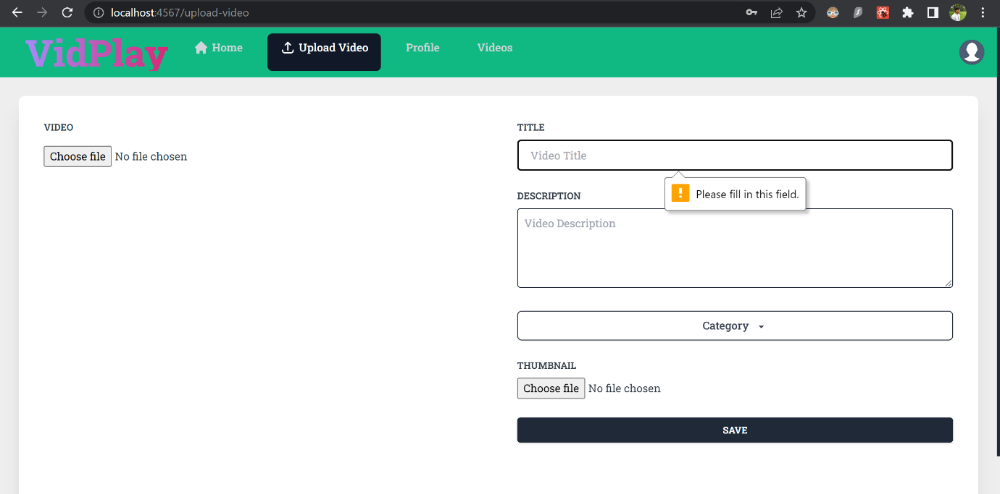 localhost:4567/upload-video
VidPlay Home Upload Video Profile Videos
VIDEO
Choose file No file chosen
TITLE
Video Title
Please fill in this field.
DESCRIPTION
Video Description
Category
THUMBNAIL
Choose file No file chosen
SAVE